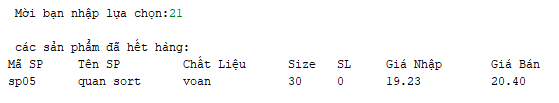 Mời bạn nhập lựa chọn:21
các sản phẩm đã hết hàng:
Mã SP Tên SP Chất Liệu Size SL Giá Nhập Giá Bán
sp05 quan sort voan 30 0 19.23 20.40